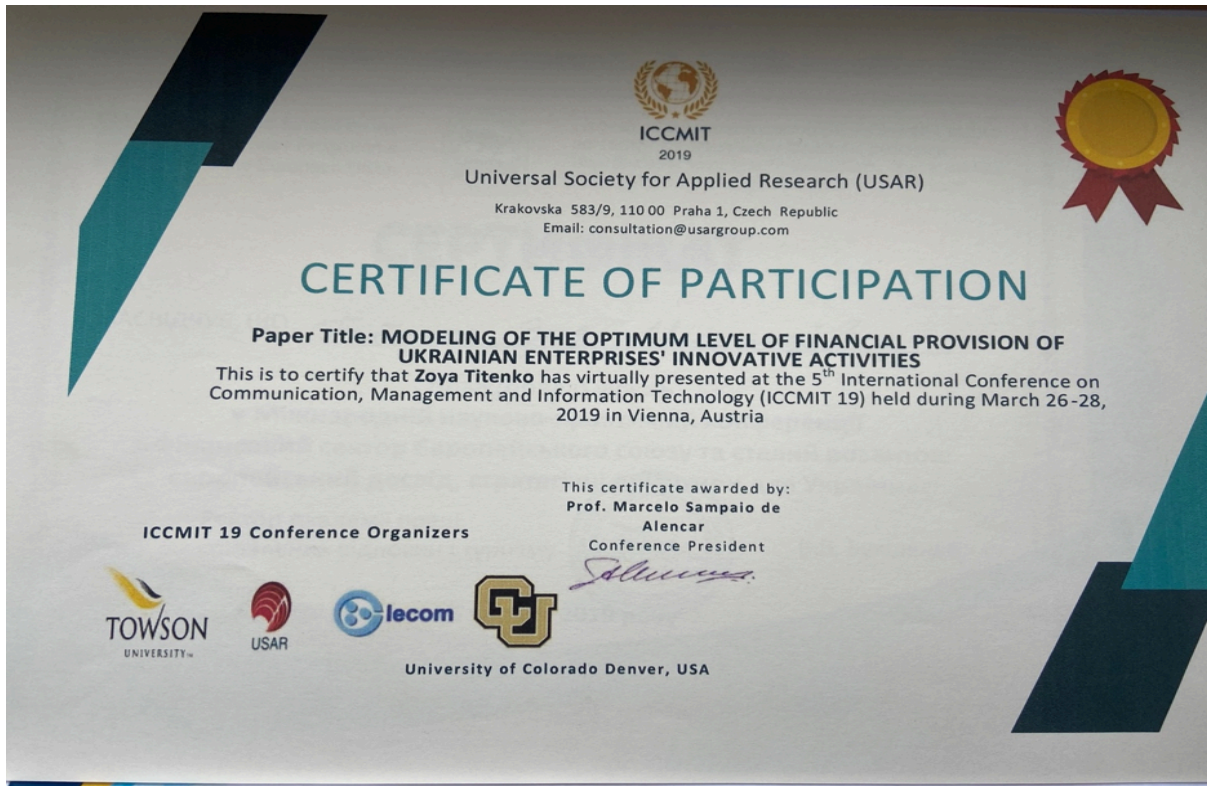 ICCMIT
2019
Universal Society for Applied Research (USAR)
Krakovska 583/9, 110 00 Praha 1, Czech Republic
Email: consultation@usargroup.com
CERTIFICATE OF PARTICIPATION
Paper Title: MODELING OF THE OPTIMUM LEVEL OF FINANCIAL PROVISION OF
UKRAINIAN ENTERPRISES' INNOVATIVE ACTIVITIES
This is to certify that Zoya Titenko has virtually presented at the 5th International Conference on
Communication, Management and Information Technology (ICCMIT 19) held during March 26-28,
2019 in Vienna, Austria
This certificate awarded by:
Prof. Marcelo Sampaio de
Alencar
Conference President
ICCMIT 19 Conference Organizers
TOWSON
UNIVERSITY™
USAR
lecom
CU
University of Colorado Denver, USA